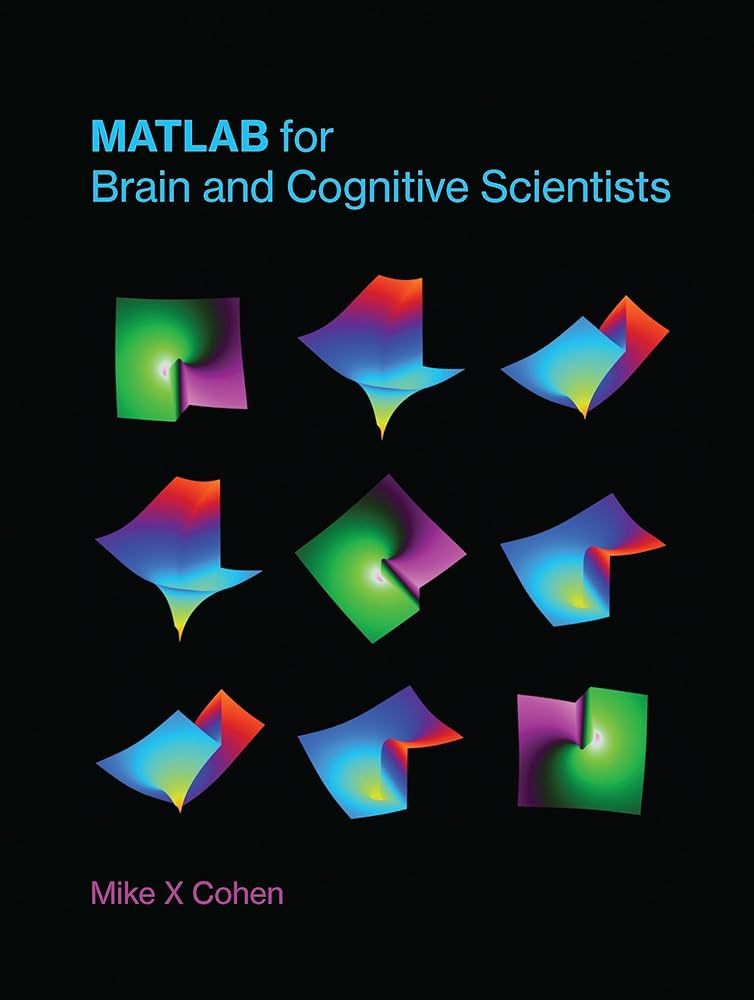 MATLAB for
Brain and Cognitive Scientists
Mike X Cohen